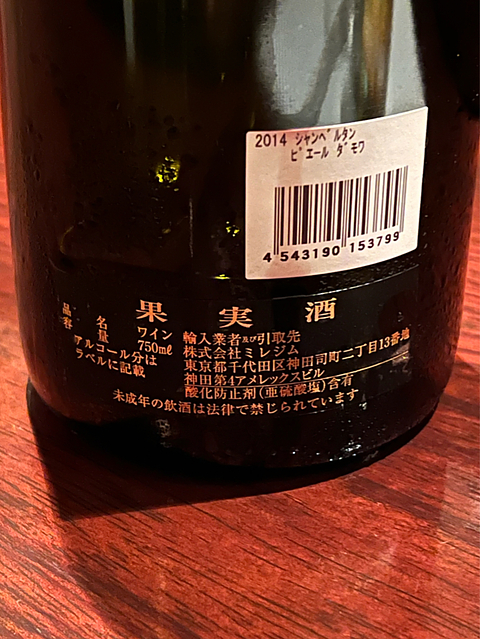 2014 シャンベルタン
ピエール ダモワ
4 543190 153799
果実酒
品名 ワイン
容量 750ml
アルコール分は
ラベルに記載
輸入業者及び引取先
株式会社ミレジム
東京都千代田区神田司町二丁目13番地
神田第4アメレックスビル
酸化防止剤(亜硫酸塩)含有
未成年の飲酒は法律で禁じられています